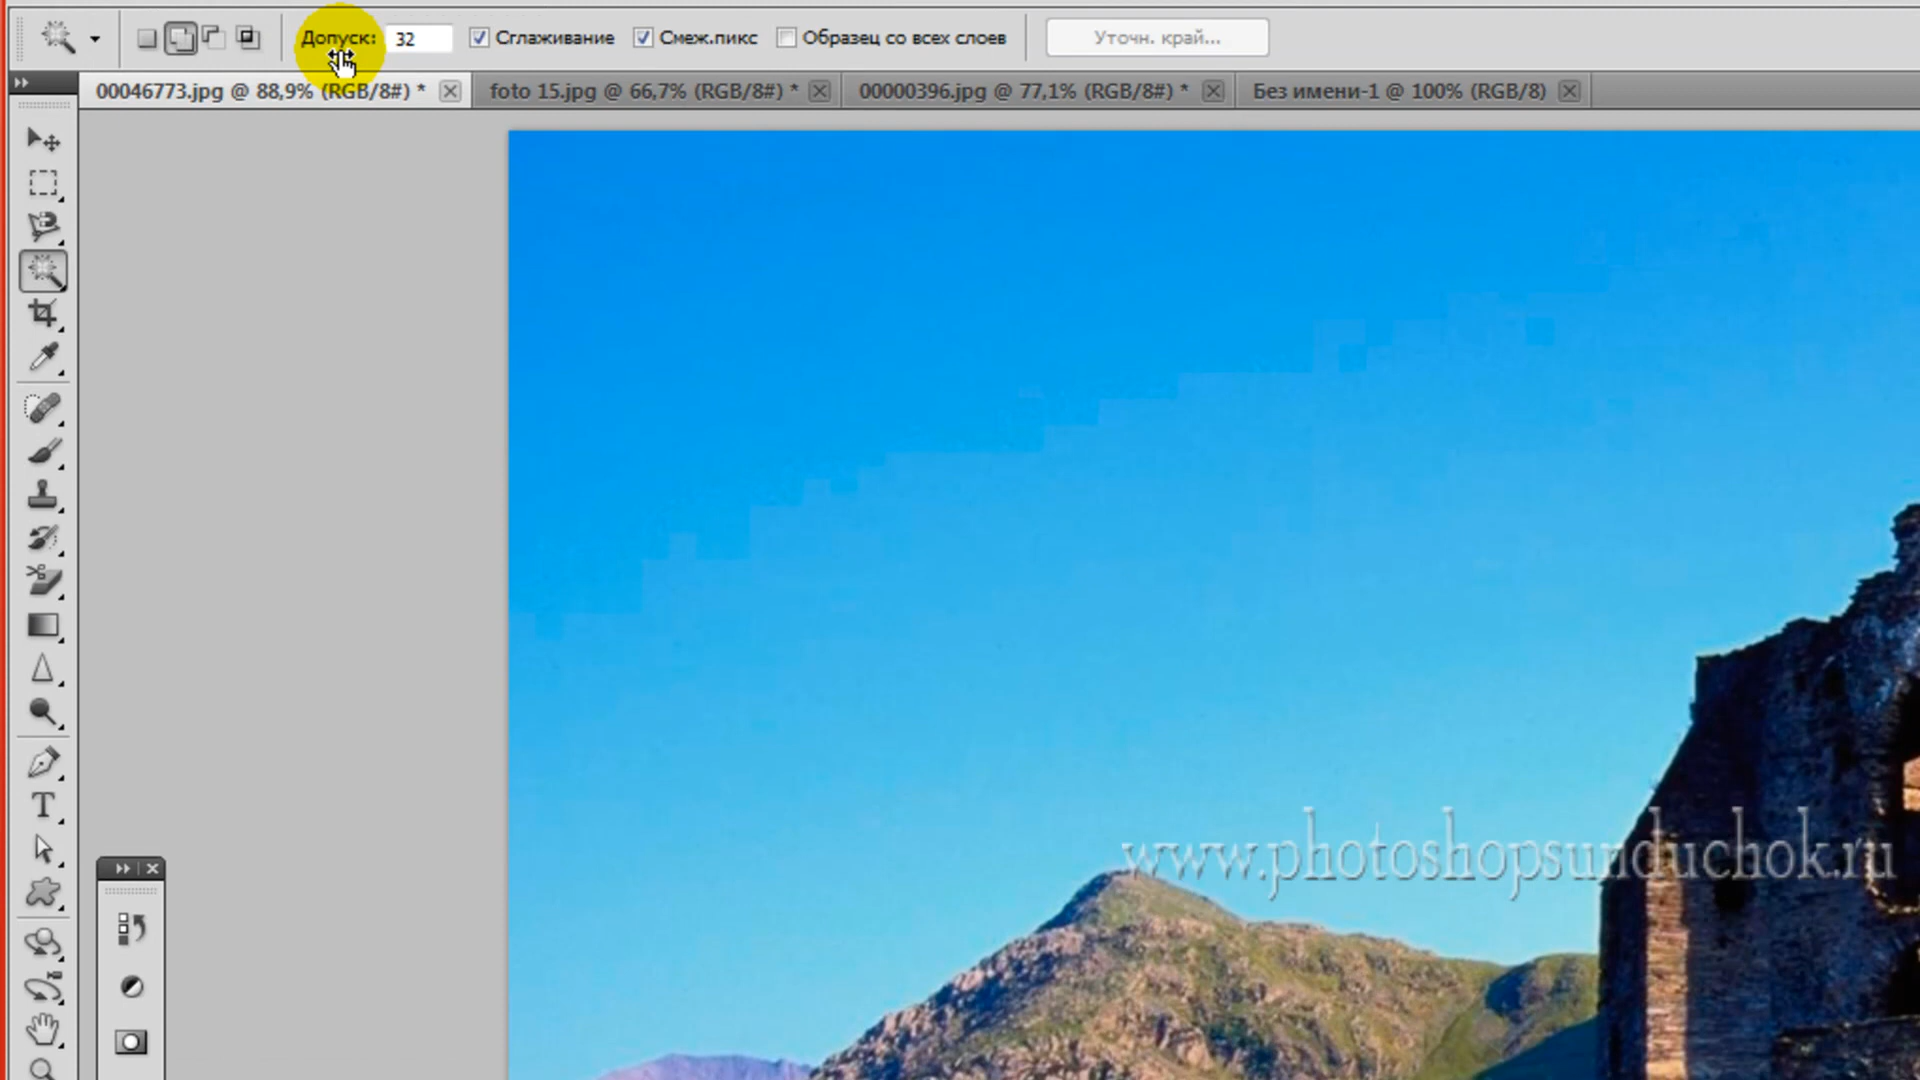 Допуск: 32 Сглаживание Смеж.пикс Образец со всех слоев Уточн. край...
00046773.jpg @ 88,9% (RGB/8#) * foto 15.jpg @ 66,7% (RGB/8#) * 00000396.jpg @ 77,1% (RGB/8#) * Без имени-1 @ 100% (RGB/8)
www.photoshopsunduchok.ru